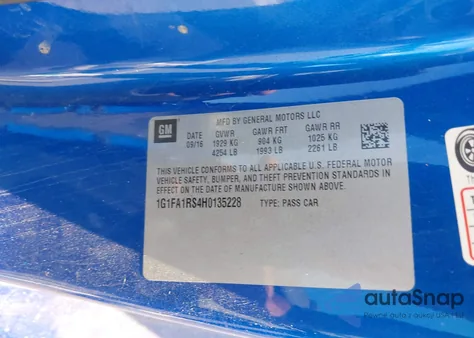 GM
MFD BY GENERAL MOTORS LLC
DATE GVWR GAWR FRT GAWR RR
09/16 1929 KG 904 KG 1025 KG
4254 LB 1993 LB 2261 LB
THIS VEHICLE CONFORMS TO ALL APPLICABLE U.S. FEDERAL MOTOR
VEHICLE SAFETY, BUMPER, AND THEFT PREVENTION STANDARDS IN
EFFECT ON THE DATE OF MANUFACTURE SHOWN ABOVE.
1G1FA1RS4H0135228 TYPE: PASS CAR
autoSnap